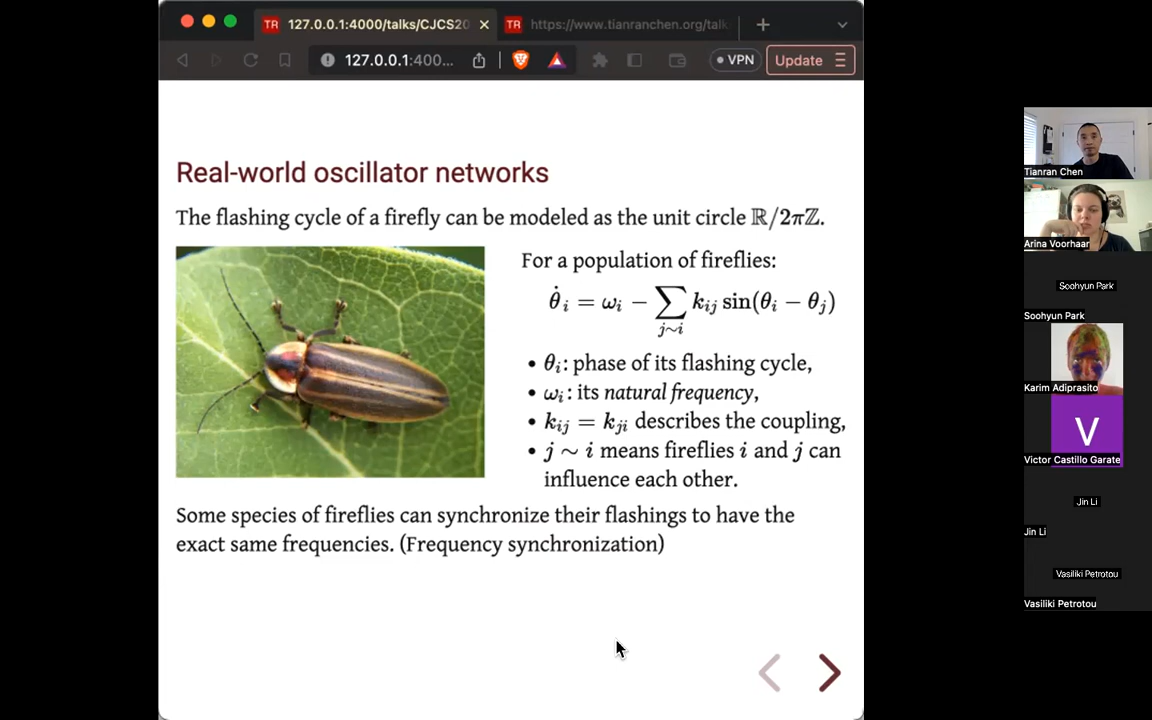 TR 127.0.0.1:4000/talks/CJCS20
TR https://www.tianranchen.org/talk
127.0.0.1:400...
VPN
Update
Real-world oscillator networks
The flashing cycle of a firefly can be modeled as the unit circle ℝ/2πℤ.
For a population of fireflies:
θ̇ᵢ = ωᵢ − ∑ kᵢⱼ sin(θᵢ − θⱼ)
j∼i
• θᵢ: phase of its flashing cycle,
• ωᵢ: its natural frequency,
• kᵢⱼ = kⱼᵢ describes the coupling,
• j ∼ i means fireflies i and j can
influence each other.
Some species of fireflies can synchronize their flashings to have the
exact same frequencies. (Frequency synchronization)
Tianran Chen
Arina Voorhaar
Soohyun Park
Soohyun Park
Karim Adiprasito
V
Victor Castillo Garate
Jin Li
Jin Li
Vasiliki Petrotou
Vasiliki Petrotou